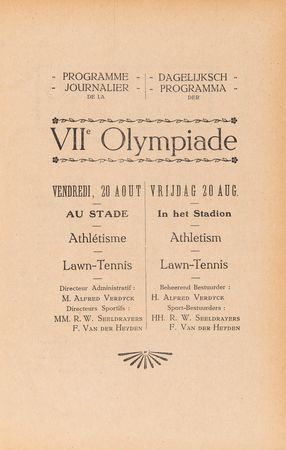 - PROGRAMME -
- JOURNALIER -
DE LA
- DAGELIJKSCH -
- PROGRAMMA -
DER
VIIe Olympiade
VENDREDI, 20 AOUT
AU STADE
Athlétisme
Lawn-Tennis
Directeur Administratif :
M. Alfred Verdyck
Directeurs Sportifs :
MM. R. W. Seeldrayers
F. Van der Heyden
VRIJDAG 20 AUG.
In het Stadion
Athletism
Lawn-Tennis
Beheerend Bestuurder :
H. Alfred Verdyck
Sport-Bestuurders :
HH. R. W. Seeldrayers
F. Van der Heyden